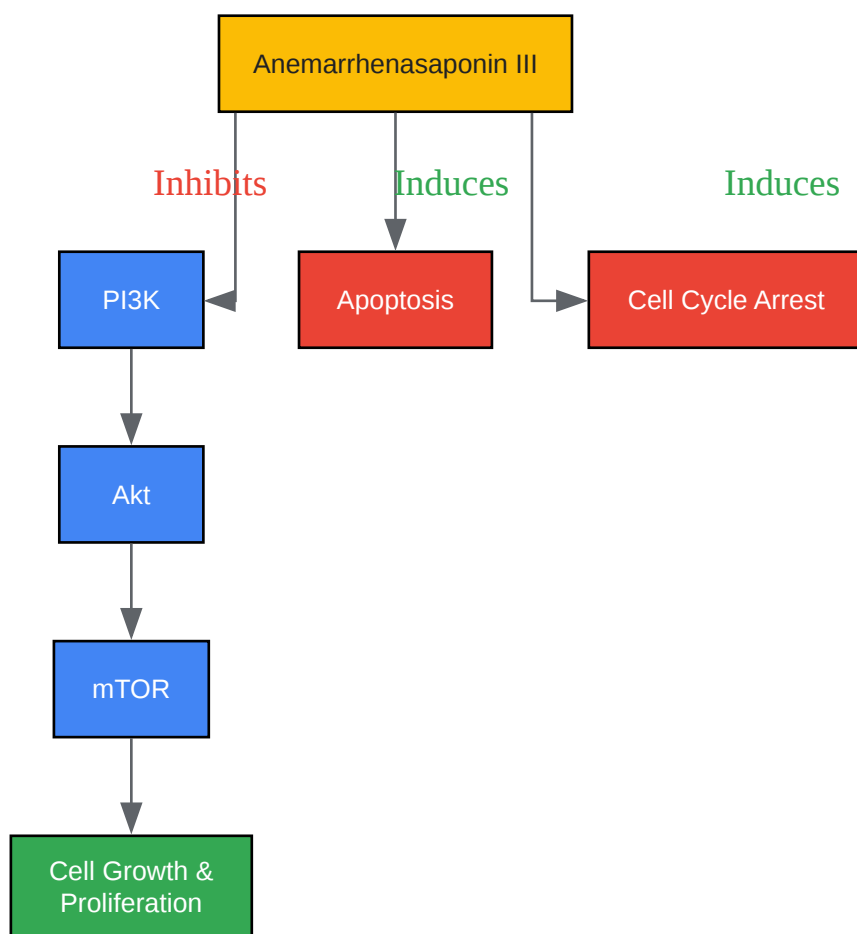 Anemarrhenasaponin III
Inhibits
Induces
Induces
PI3K
Apoptosis
Cell Cycle Arrest
Akt
mTOR
Cell Growth &
Proliferation